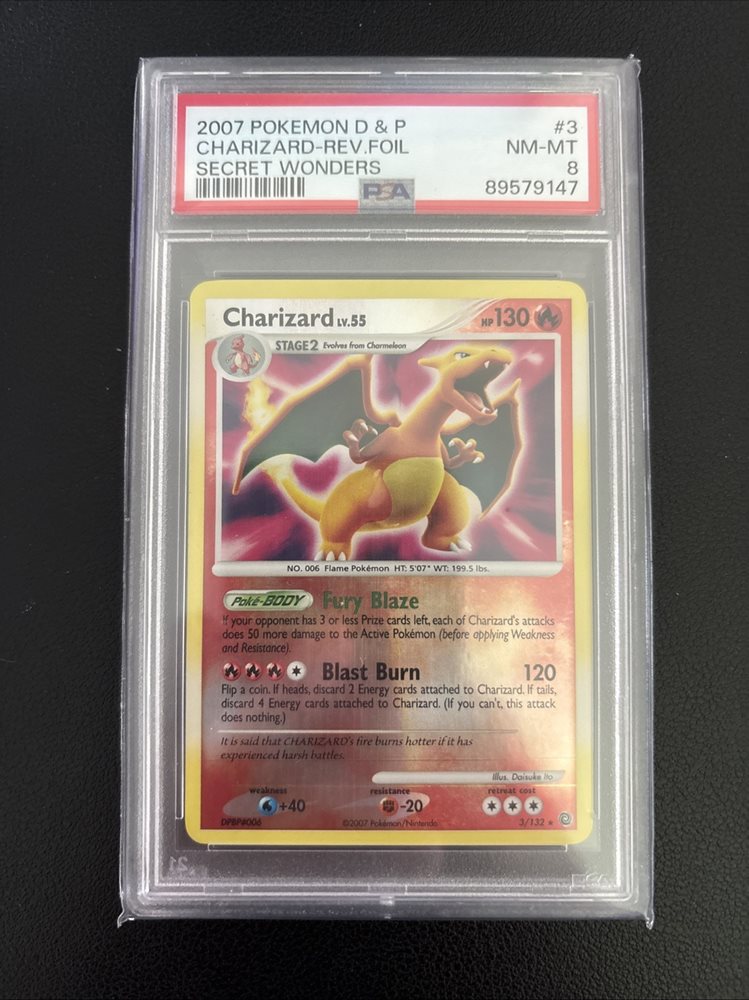 2007 POKEMON D & P #3
CHARIZARD-REV.FOIL NM-MT
SECRET WONDERS 8
PSA 89579147
Charizard LV.55 HP 130
STAGE2 Evolves from Charmeleon
NO. 006 Flame Pokémon HT: 5'07" WT: 199.5 lbs.
Poké-BODY Fury Blaze
If your opponent has 3 or less Prize cards left, each of Charizard's attacks
does 50 more damage to the Active Pokémon (before applying Weakness
and Resistance).
Blast Burn 120
Flip a coin. If heads, discard 2 Energy cards attached to Charizard. If tails,
discard 4 Energy cards attached to Charizard. (If you can't, this attack
does nothing.)
It is said that CHARIZARD's fire burns hotter if it has
experienced harsh battles.
Illus. Daisuke Ito
weakness resistance retreat cost
+40 -20
DPBP#006 ©2007 Pokémon/Nintendo 3/132 ★